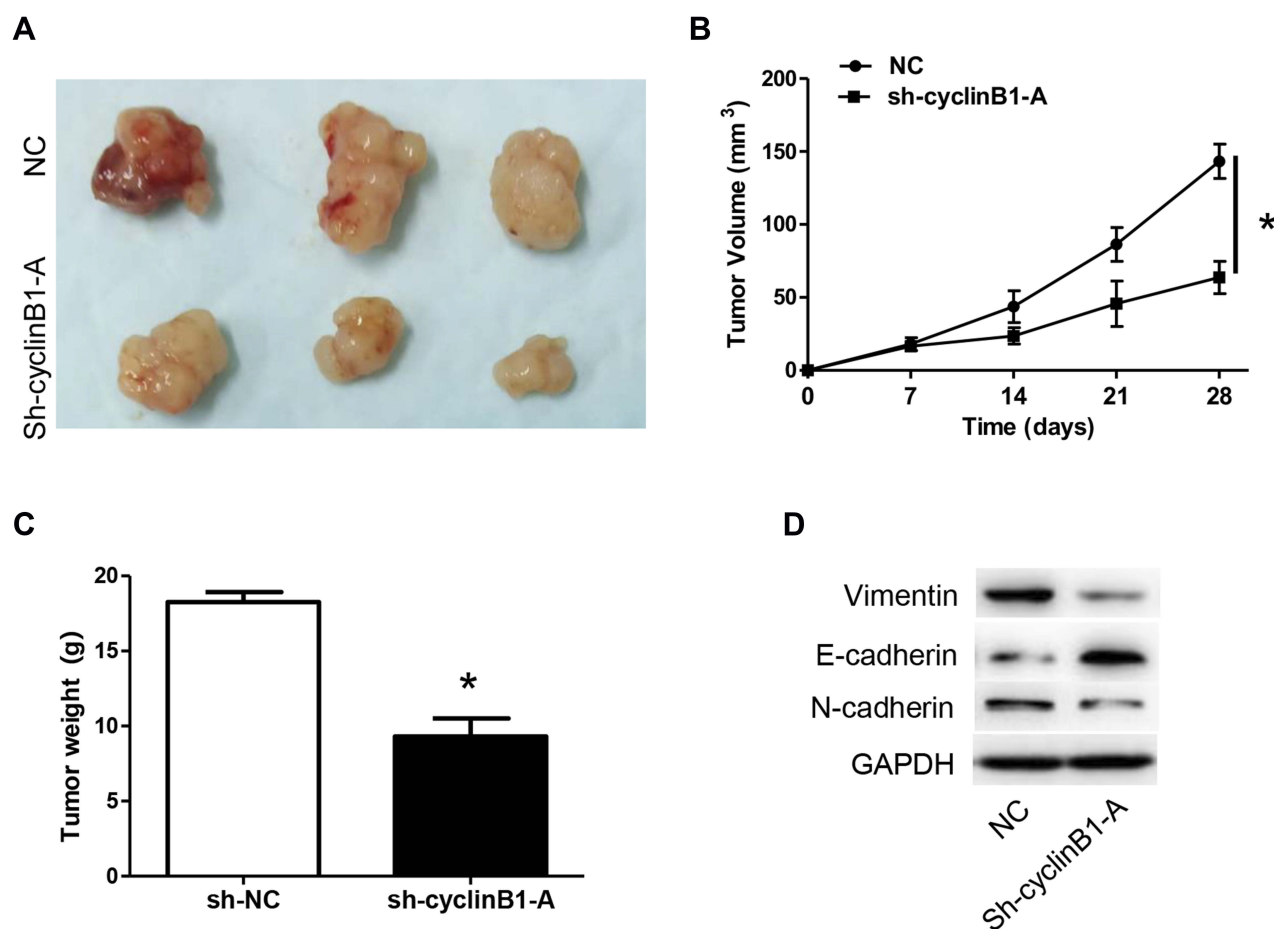 A
NC
Sh-cyclinB1-A
B
NC
sh-cyclinB1-A
Tumor Volume (mm³)
200
150
100
50
0
0 7 14 21 28
Time (days)
*
C
Tumor weight (g)
20
15
10
5
0
*
sh-NC sh-cyclinB1-A
D
Vimentin
E-cadherin
N-cadherin
GAPDH
NC
Sh-cyclinB1-A